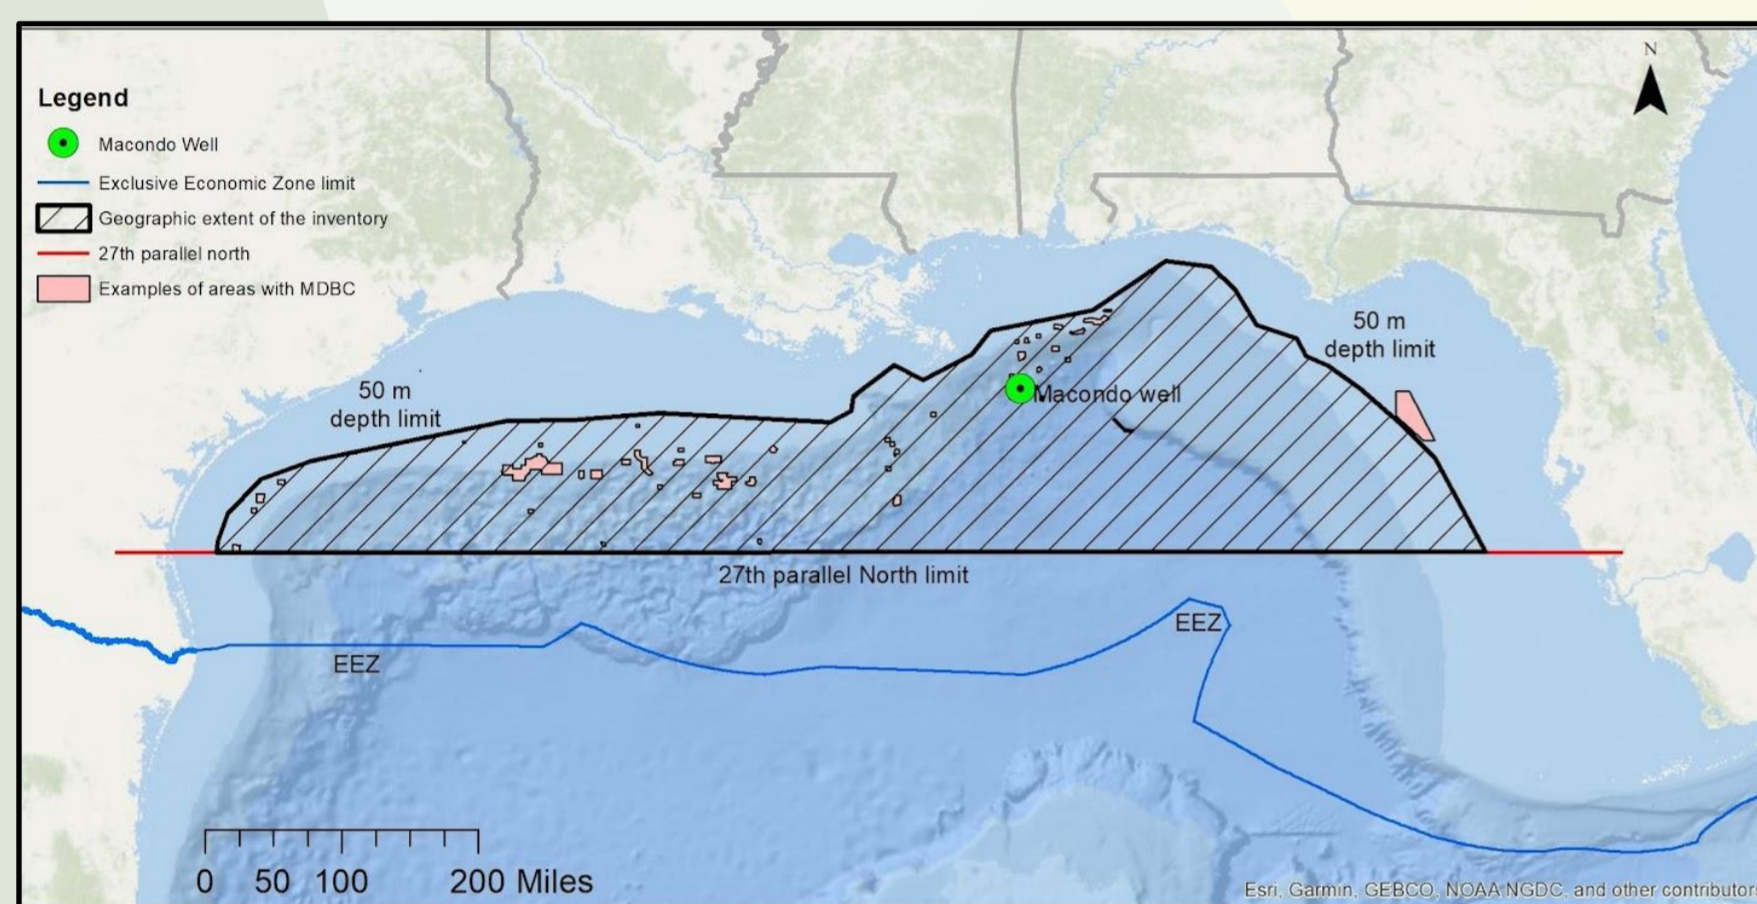 N
Legend
Macondo Well
Exclusive Economic Zone limit
Geographic extent of the inventory
27th parallel north
Examples of areas with MDBC
50 m
depth limit
50 m
depth limit
Macondo well
27th parallel North limit
EEZ
EEZ
0 50 100 200 Miles
Esri, Garmin, GEBCO, NOAA NGDC, and other contributors